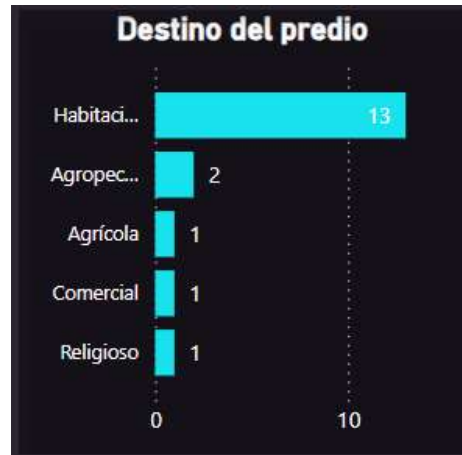 Destino del predio
Habitaci... 13
Agropec... 2
Agrícola 1
Comercial 1
Religioso 1
0 10